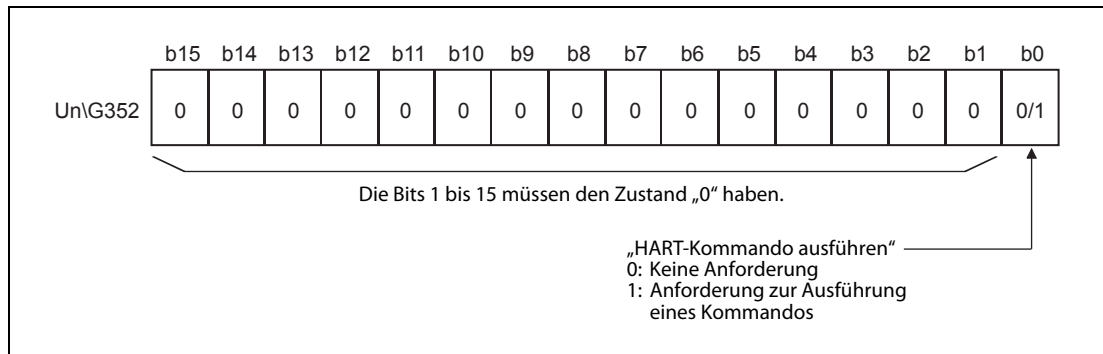 b15 b14 b13 b12 b11 b10 b9 b8 b7 b6 b5 b4 b3 b2 b1 b0
Un\G352 0 0 0 0 0 0 0 0 0 0 0 0 0 0 0 0/1
Die Bits 1 bis 15 müssen den Zustand „0“ haben.
„HART-Kommando ausführen“
0: Keine Anforderung
1: Anforderung zur Ausführung
eines Kommandos